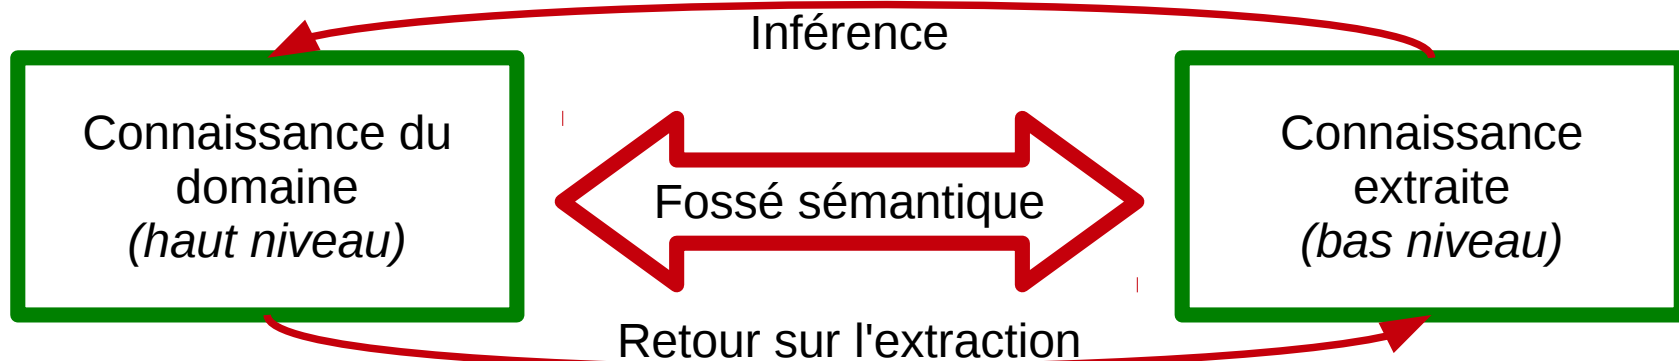 Inférence
Connaissance du
domaine
(haut niveau)
Fossé sémantique
Connaissance
extraite
(bas niveau)
Retour sur l'extraction